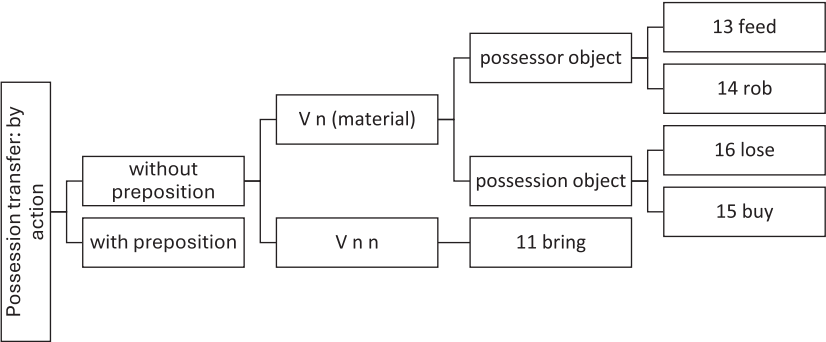 Possession transfer: by
action
without
preposition
with preposition
V n (material)
V n n
possessor object
possession object
11 bring
13 feed
14 rob
16 lose
15 buy